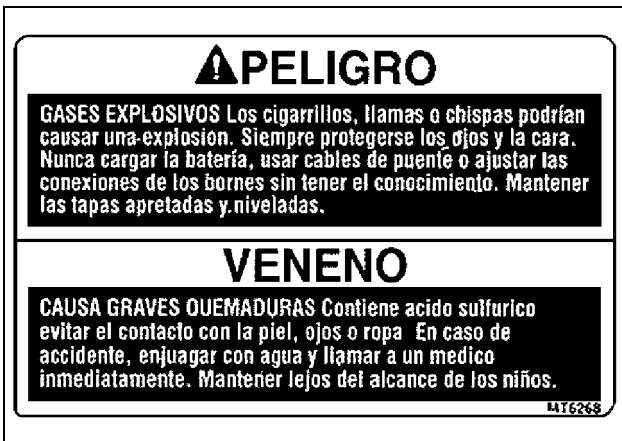 PELIGRO
GASES EXPLOSIVOS Los cigarrillos, llamas o chispas podrían
causar una explosion. Siempre protegerse los ojos y la cara.
Nunca cargar la batería, usar cables de puente o ajustar las
conexiones de los bornes sin tener el conocimiento. Mantener
las tapas apretadas y niveladas.
VENENO
CAUSA GRAVES QUEMADURAS Contiene acido sulfurico
evitar el contacto con la piel, ojos o ropa En caso de
accidente, enjuagar con agua y llamar a un medico
inmediatamente. Mantener lejos del alcance de los niños.
MT6268